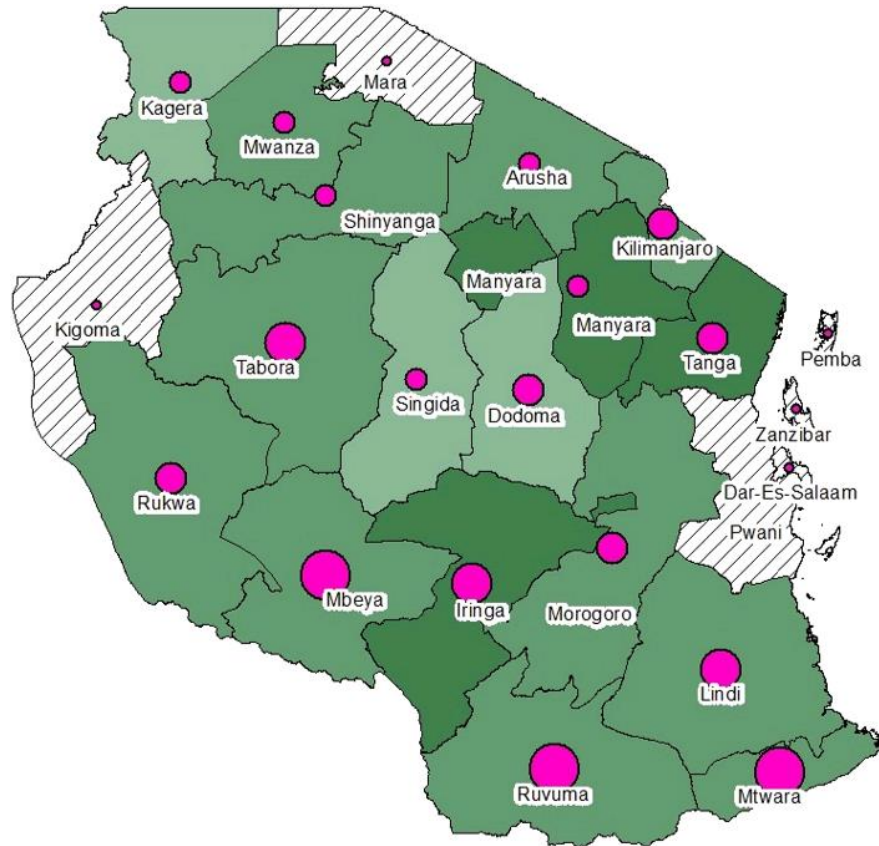 Mara
Kagera
Mwanza
Arusha
Shinyanga
Kilimanjaro
Manyara
Manyara
Kigoma
Tabora
Tanga
Pemba
Singida
Dodoma
Zanzibar
Rukwa
Dar-Es-Salaam
Pwani
Mbeya
Iringa
Morogoro
Lindi
Ruvuma
Mtwara